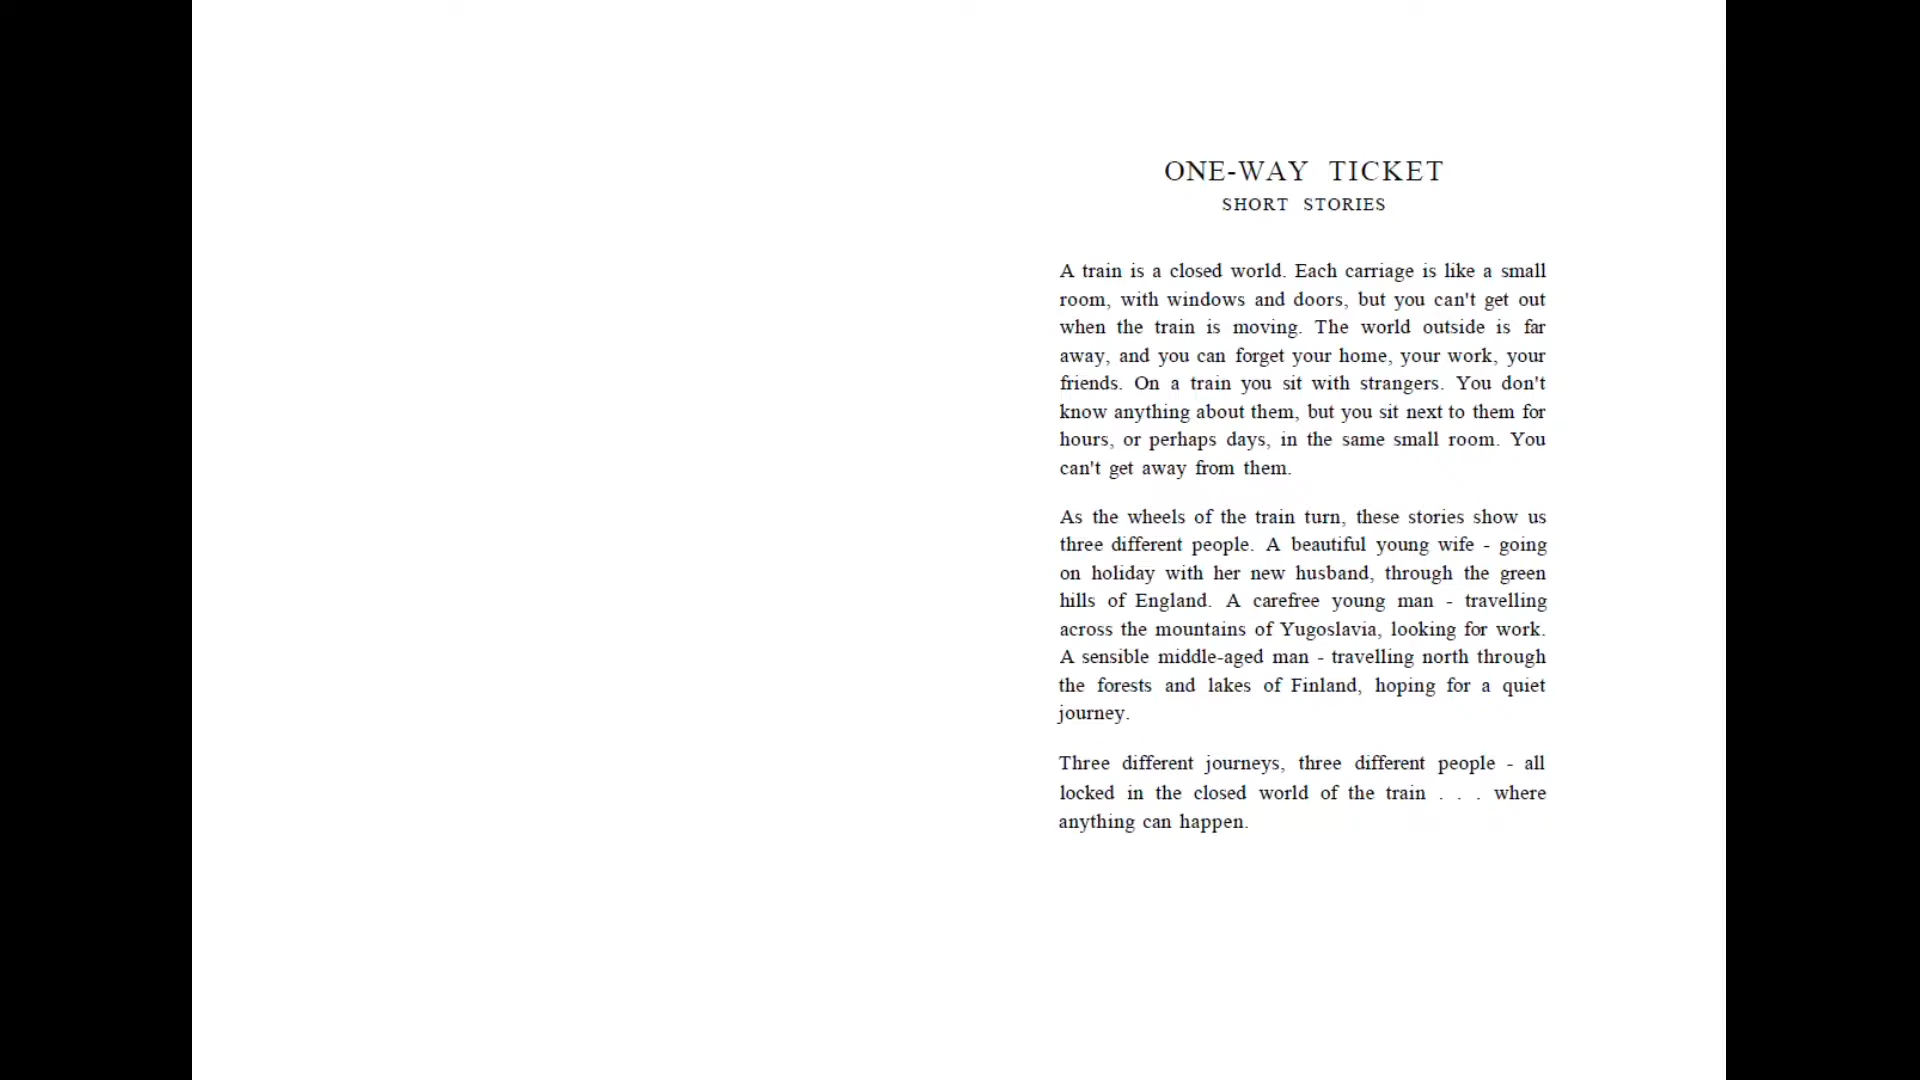 ONE-WAY TICKET
SHORT STORIES
A train is a closed world. Each carriage is like a small
room, with windows and doors, but you can't get out
when the train is moving. The world outside is far
away, and you can forget your home, your work, your
friends. On a train you sit with strangers. You don't
know anything about them, but you sit next to them for
hours, or perhaps days, in the same small room. You
can't get away from them.
As the wheels of the train turn, these stories show us
three different people. A beautiful young wife - going
on holiday with her new husband, through the green
hills of England. A carefree young man - travelling
across the mountains of Yugoslavia, looking for work.
A sensible middle-aged man - travelling north through
the forests and lakes of Finland, hoping for a quiet
journey.
Three different journeys, three different people - all
locked in the closed world of the train . . . where
anything can happen.